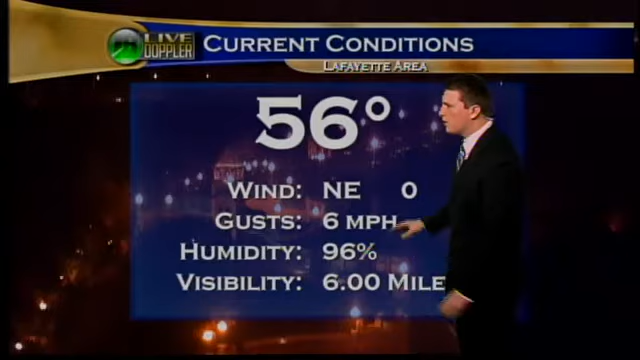 LIVE
DOPPLER
CURRENT CONDITIONS
LAFAYETTE AREA
56°
WIND: NE 0
GUSTS: 6 MPH
HUMIDITY: 96%
VISIBILITY: 6.00 MILE